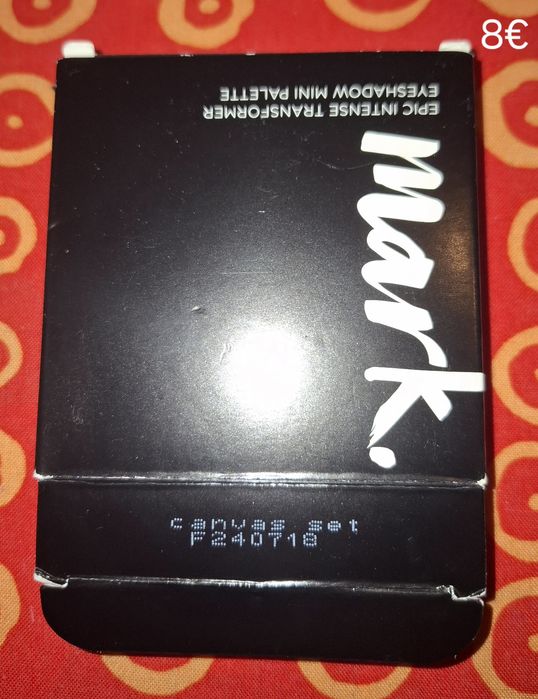 8€
EPIC INTENSE TRANSFORMER
EYESHADOW MINI PALETTE
mark.
canvas set
F240718